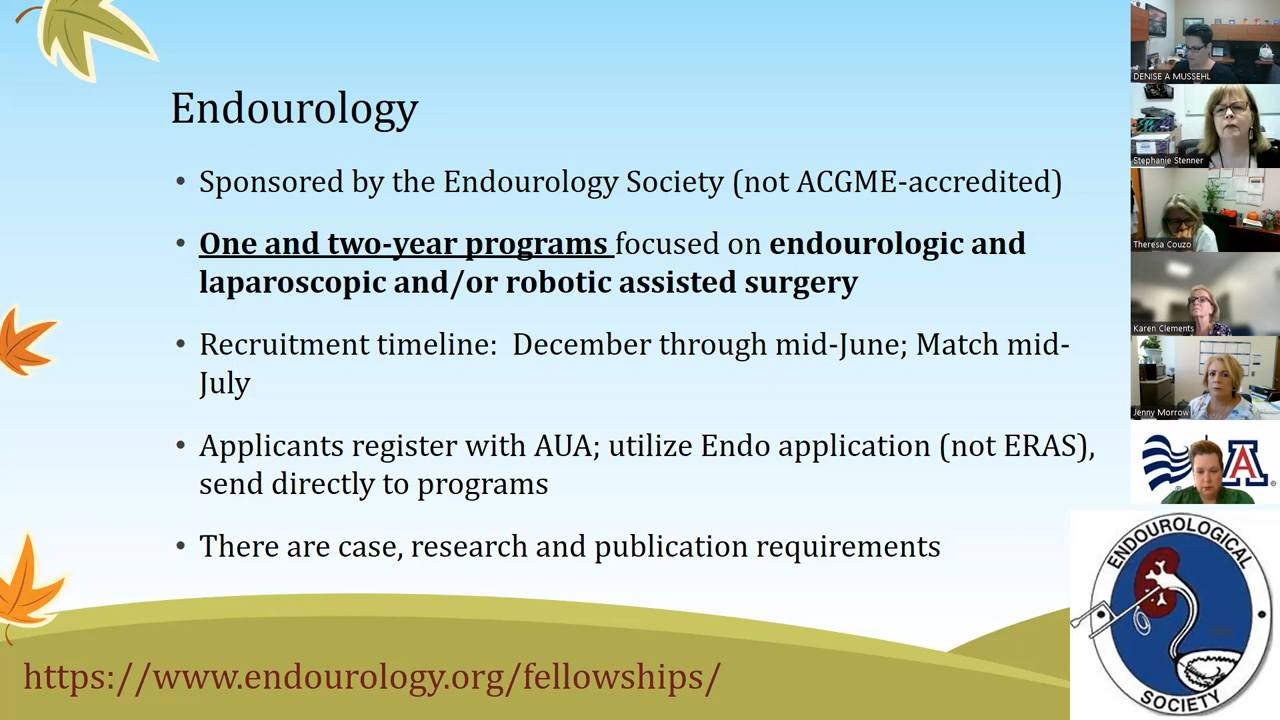 Endourology
• Sponsored by the Endourology Society (not ACGME-accredited)
• One and two-year programs focused on endourologic and
laparoscopic and/or robotic assisted surgery
• Recruitment timeline:  December through mid-June; Match mid-
July
• Applicants register with AUA; utilize Endo application (not ERAS),
send directly to programs
• There are case, research and publication requirements
https://www.endourology.org/fellowships/
DENISE A MUSSEHL
Stephanie Stenner
Theresa Couzo
Karen Clements
Jenny Morrow
A
ENDOUROLOGICAL
SOCIETY